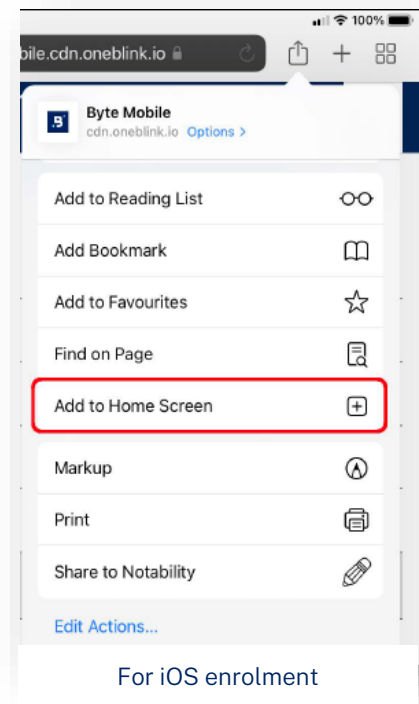 100%
bile.cdn.oneblink.io
.9
Byte Mobile
cdn.oneblink.io Options >
Add to Reading List
Add Bookmark
Add to Favourites
Find on Page
Add to Home Screen
Markup
Print
Share to Notability
Edit Actions...
For iOS enrolment